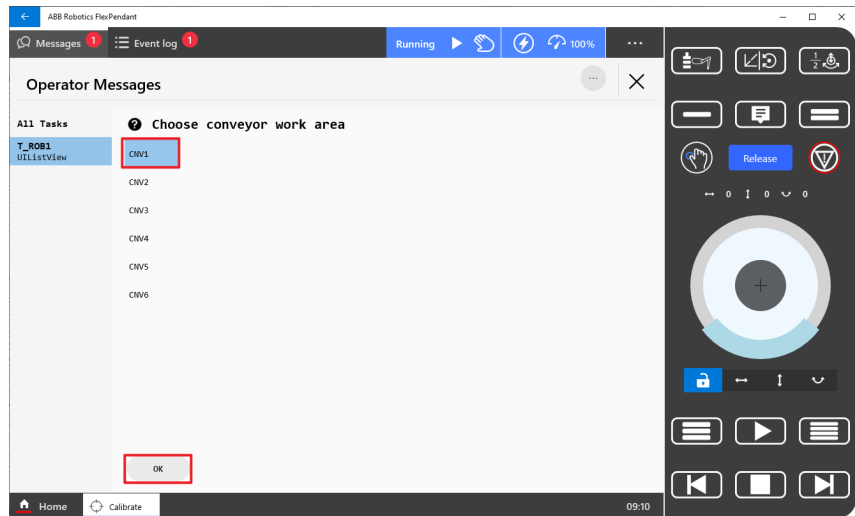 ABB Robotics FlexPendant
Messages 1 Event log 1 Running 100% ...
Operator Messages ...
All Tasks
T_ROB1
UIListView
Choose conveyor work area
CNV1
CNV2
CNV3
CNV4
CNV5
CNV6
OK
Home Calibrate 09:10
1 2
Release
0 0 0